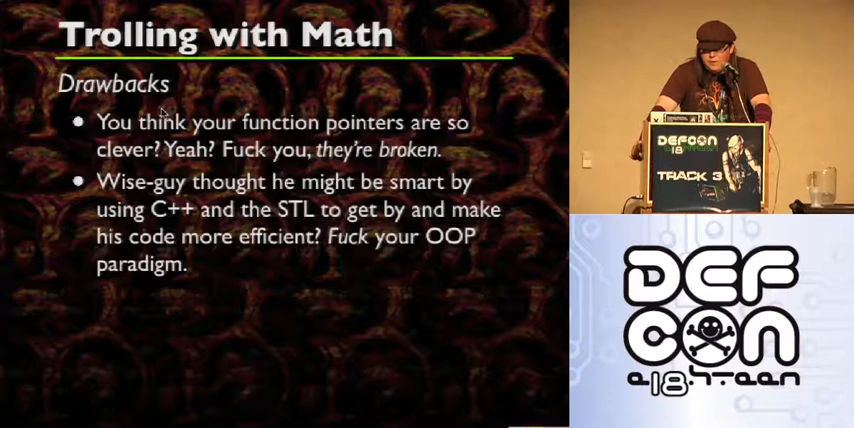 Trolling with Math
Drawbacks
You think your function pointers are so
clever? Yeah? Fuck you, they're broken.
Wise-guy thought he might be smart by
using C++ and the STL to get by and make
his code more efficient? Fuck your OOP
paradigm.
DEFCON
18
TRACK 3
DEF
CON
e18h.teen